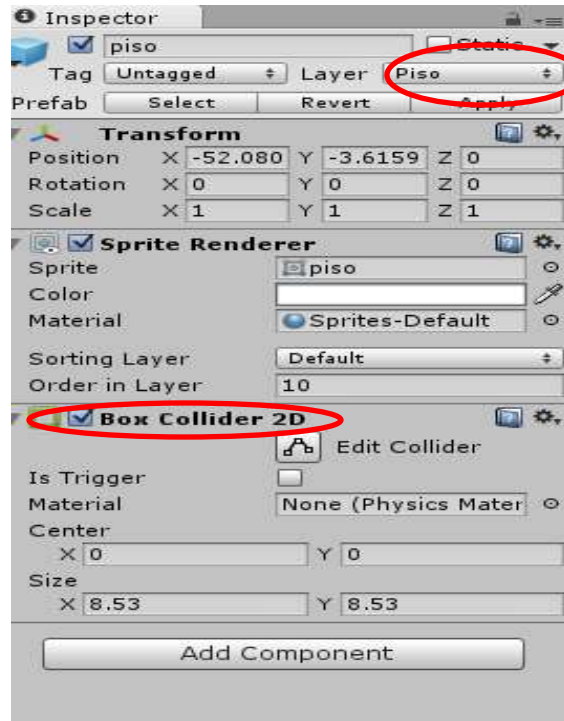 Inspector
piso Static
Tag Untagged Layer Piso
Prefab Select Revert Apply
Transform
Position X -52.080 Y -3.6159 Z 0
Rotation X 0 Y 0 Z 0
Scale X 1 Y 1 Z 1
Sprite Renderer
Sprite piso
Color
Material Sprites-Default
Sorting Layer Default
Order in Layer 10
Box Collider 2D
Edit Collider
Is Trigger
Material None (Physics Mater
Center
X 0 Y 0
Size
X 8.53 Y 8.53
Add Component